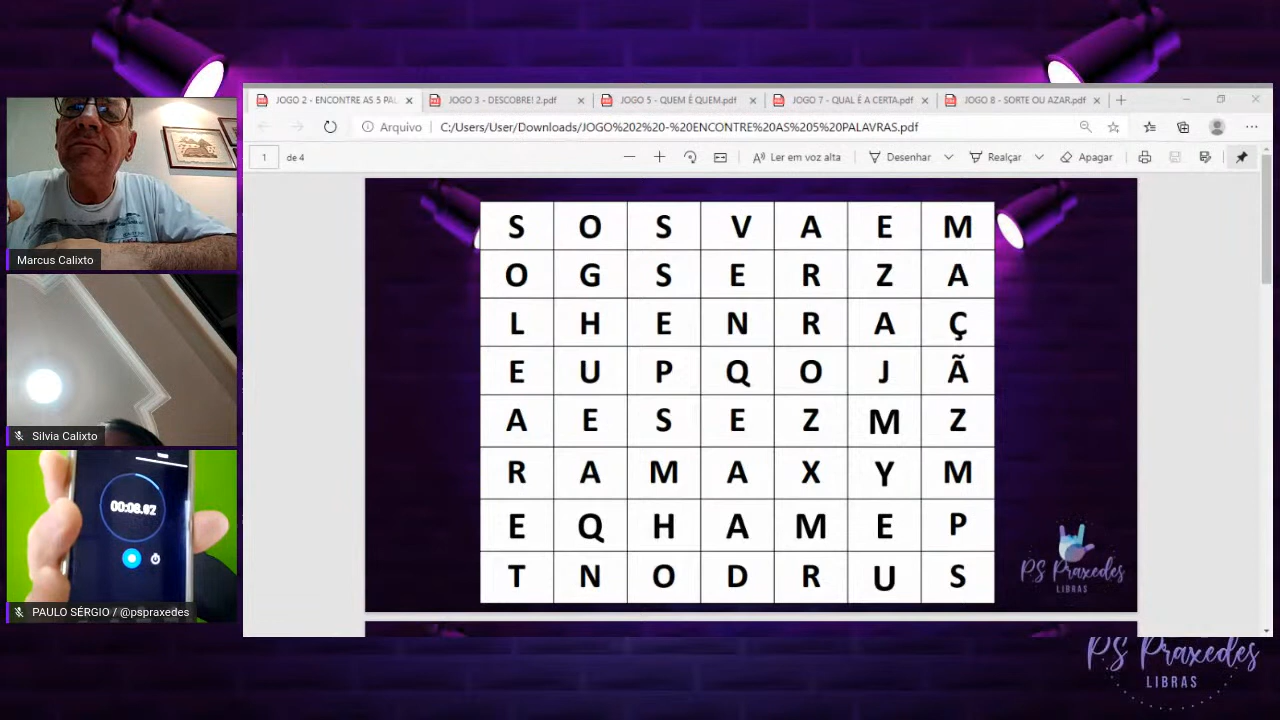 JOGO 2 - ENCONTRE AS 5 PAL
JOGO 3 - DESCOBRE! 2.pdf
JOGO 5 - QUEM É QUEM.pdf
JOGO 7 - QUAL É A CERTA.pdf
JOGO 8 - SORTE OU AZAR.pdf
Arquivo
C:/Users/User/Downloads/JOGO%202%20-%20ENCONTRE%20AS%205%20PALAVRAS.pdf
1 de 4
Ler em voz alta
Desenhar
Realçar
Apagar
S O S V A E M
O G S E R Z A
L H E N R A Ç
E U P Q O J Ã
A E S E Z M Z
R A M A X Y M
E Q H A M E P
T N O D R U S
PS Praxedes
LIBRAS
Marcus Calixto
Silvia Calixto
00:08.02
PAULO SÉRGIO / @pspraxedes
PS Praxedes
LIBRAS